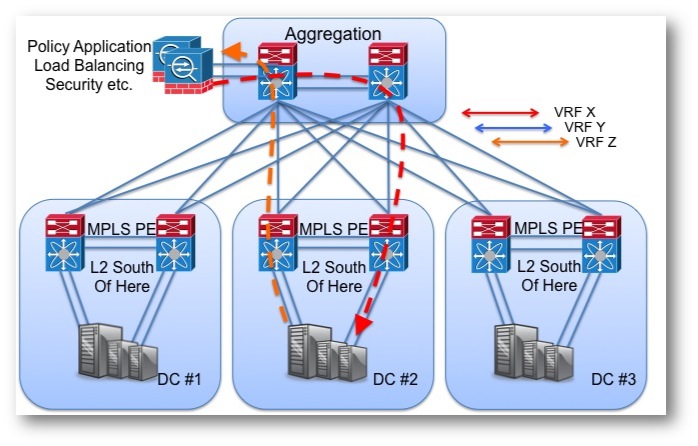 Aggregation
Policy Application
Load Balancing
Security etc.
VRF X
VRF Y
VRF Z
MPLS PE
L2 South
Of Here
DC #1
MPLS PE
L2 South
Of Here
DC #2
MPLS PE
L2 South
Of Here
DC #3